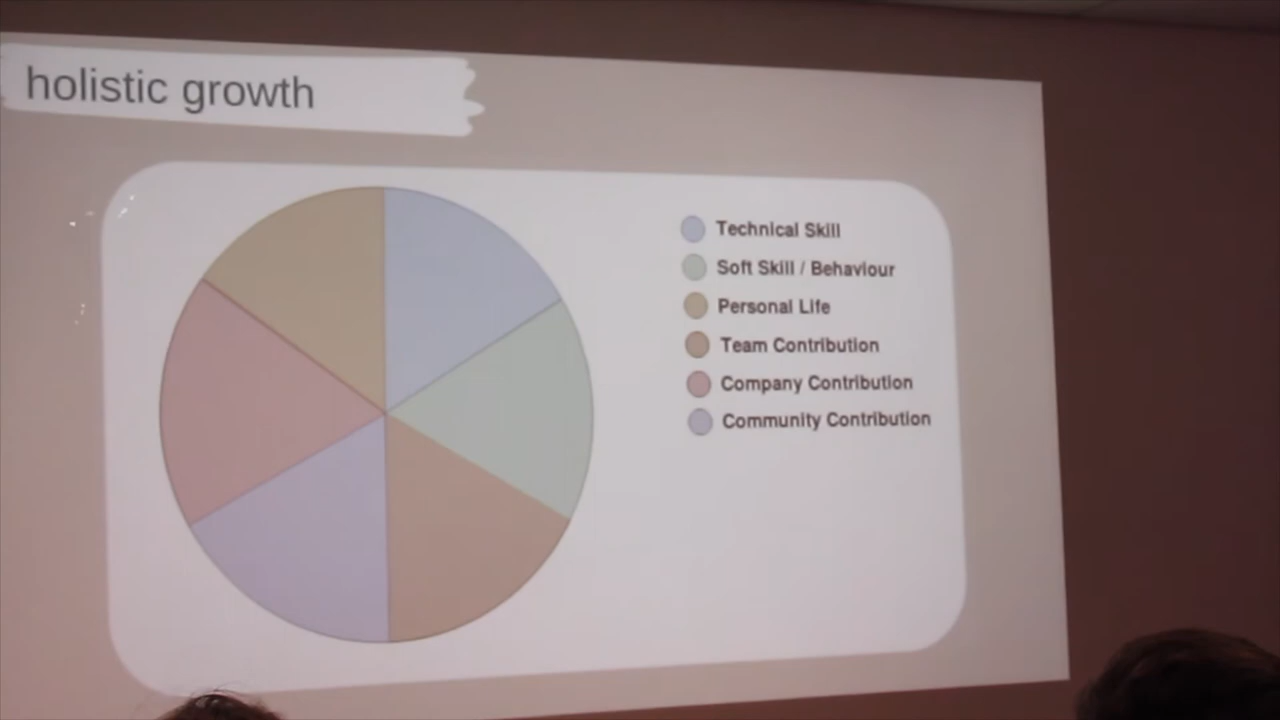 holistic growth
Technical Skill
Soft Skill / Behaviour
Personal Life
Team Contribution
Company Contribution
Community Contribution